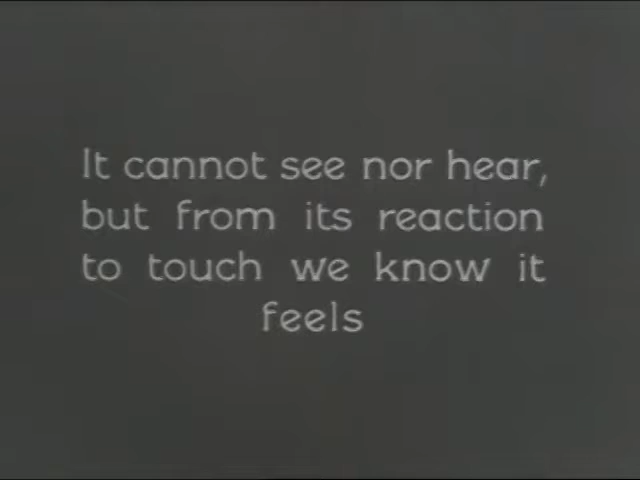 It cannot see nor hear,
but from its reaction
to touch we know it
feels